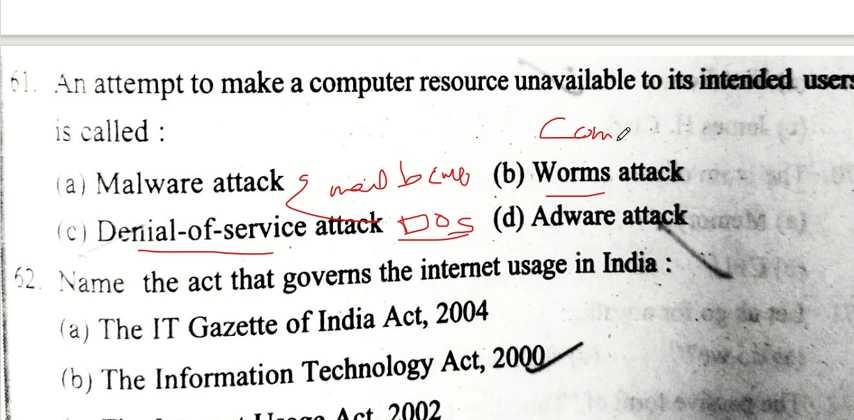 61. An attempt to make a computer resource unavailable to its intended users
is called :
Com
(a) Malware attack mail (b) Worms attack
(c) Denial-of-service attack DOS (d) Adware attack
62. Name the act that governs the internet usage in India :
(a) The IT Gazette of India Act, 2004
(b) The Information Technology Act, 2000
Act, 2002